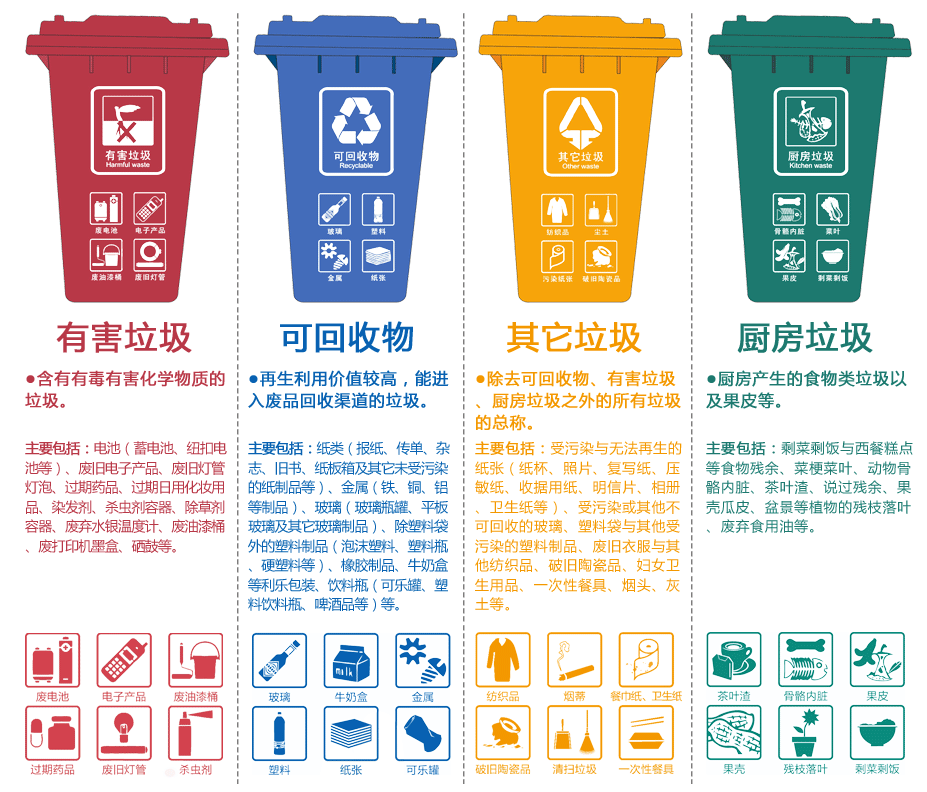 有害垃圾
Harmful waste
废电池
电子产品
废油漆桶
废旧灯管
有害垃圾
●含有有毒有害化学物质的
垃圾。
主要包括：电池（蓄电池、纽扣电
池等）、废旧电子产品、废旧灯管
灯泡、过期药品、过期日用化妆用
品、染发剂、杀虫剂容器、除草剂
容器、废弃水银温度计、废油漆桶
、废打印机墨盒、硒鼓等。
废电池
电子产品
废油漆桶
过期药品
废旧灯管
杀虫剂
可回收物
Recyclable
玻璃
塑料
金属
纸张
可回收物
●再生利用价值较高，能进
入废品回收渠道的垃圾。
主要包括：纸类（报纸、传单、杂
志、旧书、纸板箱及其它未受污染
的纸制品等）、金属（铁、铜、铝
等制品）、玻璃（玻璃瓶罐、平板
玻璃及其它玻璃制品）、除塑料袋
外的塑料制品（泡沫塑料、塑料瓶
、硬塑料等）、橡胶制品、牛奶盒
等利乐包装、饮料瓶（可乐罐、塑
料饮料瓶、啤酒品等）等。
玻璃
牛奶盒
金属
塑料
纸张
可乐罐
其它垃圾
Other waste
纺织品
尘土
污染纸张
破旧陶瓷品
其它垃圾
●除去可回收物、有害垃圾
、厨房垃圾之外的所有垃圾
的总称。
主要包括：受污染与无法再生的
纸张（纸杯、照片、复写纸、压
敏纸、收据用纸、明信片、相册
、卫生纸等）、受污染或其他不
可回收的玻璃、塑料袋与其他受
污染的塑料制品、废旧衣服与其
他纺织品、破旧陶瓷品、妇女卫
生用品、一次性餐具、烟头、灰
土等。
纺织品
烟蒂
餐巾纸、卫生纸
破旧陶瓷品
清扫垃圾
一次性餐具
厨房垃圾
Kitchen waste
骨骼内脏
菜叶
果皮
剩菜剩饭
厨房垃圾
●厨房产生的食物类垃圾以
及果皮等。
主要包括：剩菜剩饭与西餐糕点
等食物残余、菜梗菜叶、动物骨
骼内脏、茶叶渣、说过残余、果
壳瓜皮、盆景等植物的残枝落叶
、废弃食用油等。
茶叶渣
骨骼内脏
果皮
果壳
残枝落叶
剩菜剩饭